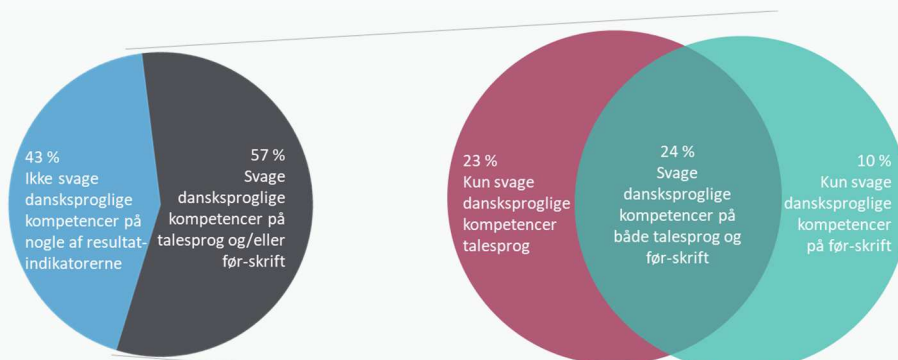 43 %
Ikke svage
dansksproglige
kompetencer på
nogle af resultat-
indikatorerne
57 %
Svage
dansksproglige
kompetencer på
talesprog og/eller
før-skrift
23 %
Kun svage
dansksproglige
kompetencer
talesprog
24 %
Svage
dansksproglige
kompetencer på
både talesprog og
før-skrift
10 %
Kun svage
dansksproglige
kompetencer
på før-skrift